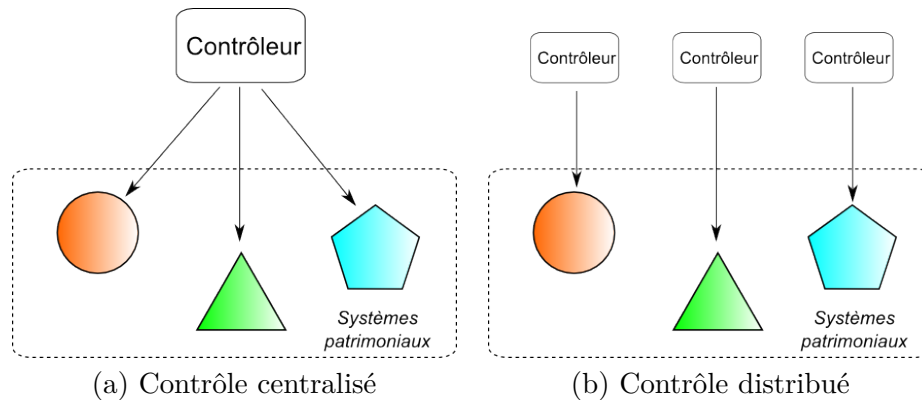 Contrôleur
Systèmes
patrimoniaux
(a) Contrôle centralisé
Contrôleur
Contrôleur
Contrôleur
Systèmes
patrimoniaux
(b) Contrôle distribué